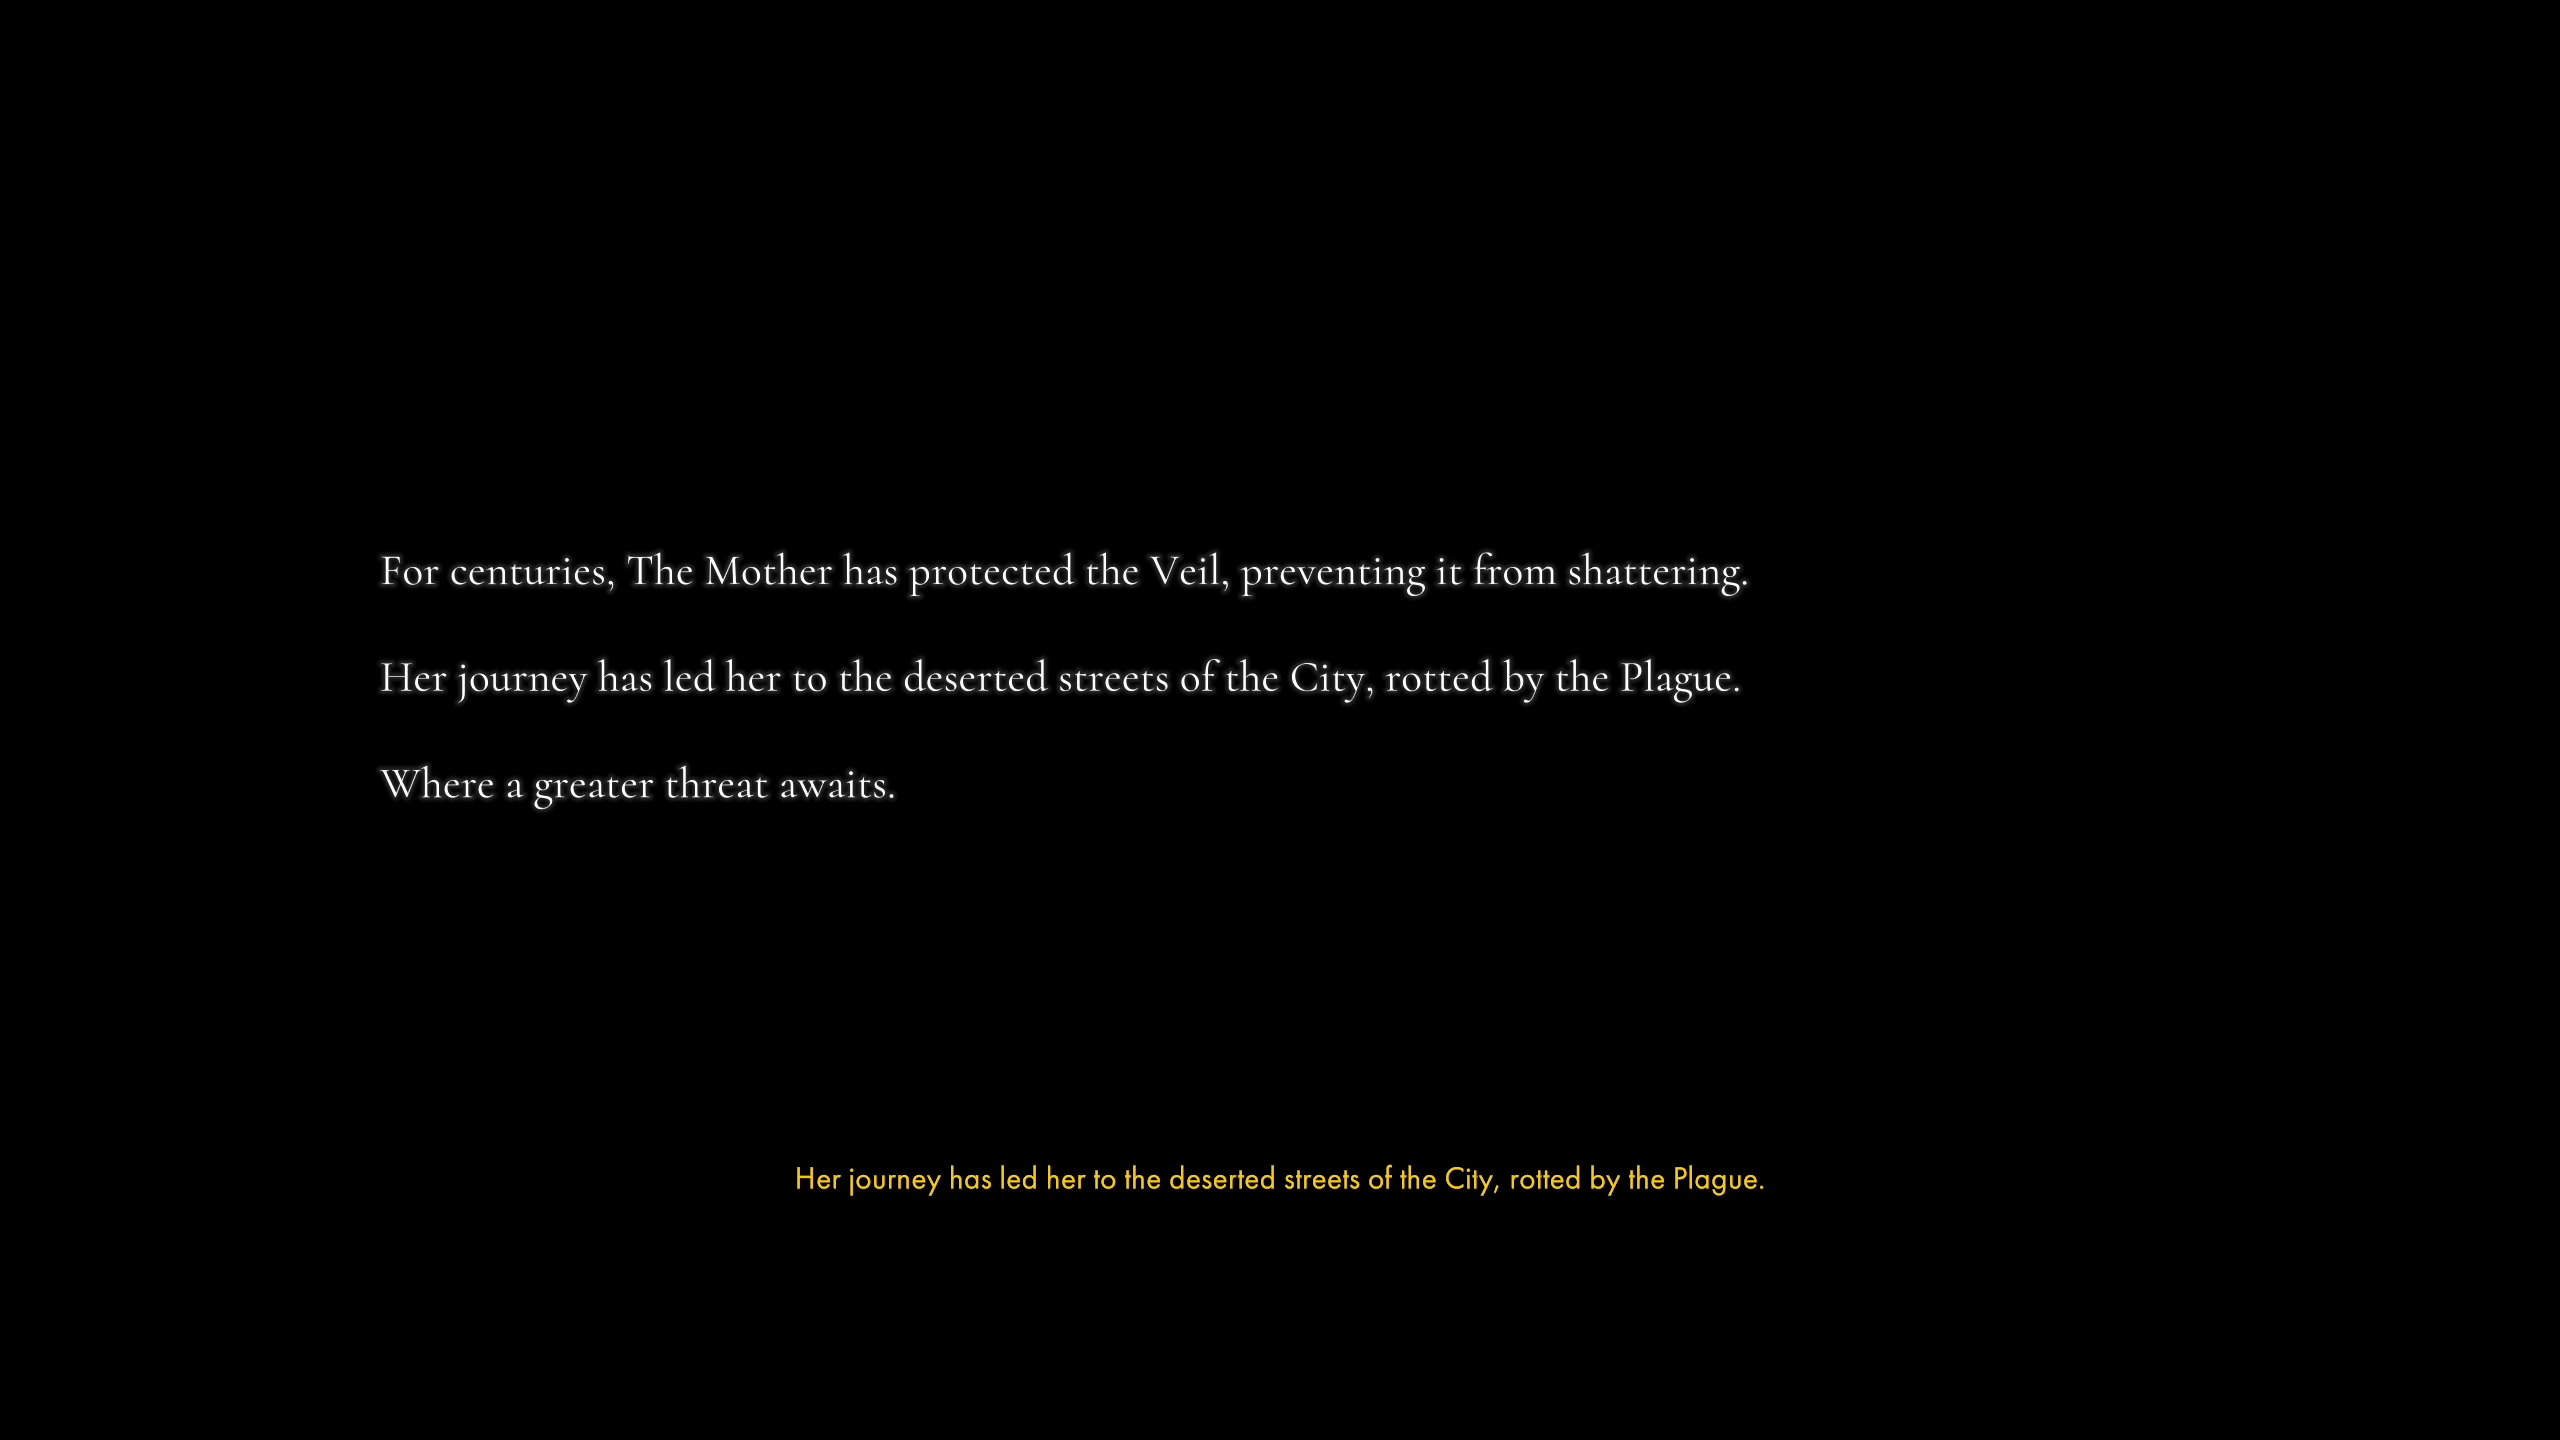 For centuries, The Mother has protected the Veil, preventing it from shattering.
Her journey has led her to the deserted streets of the City, rotted by the Plague.
Where a greater threat awaits.
Her journey has led her to the deserted streets of the City, rotted by the Plague.